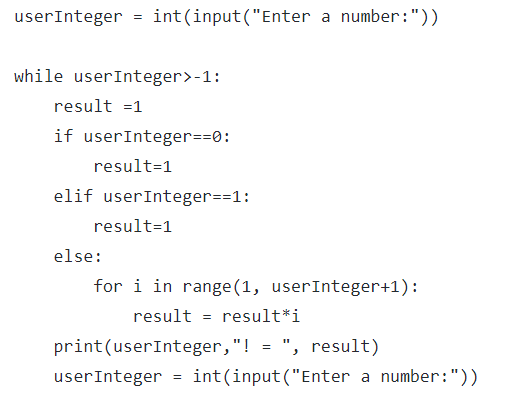 userInteger = int(input("Enter a number:"))
while userInteger>-1:
    result =1
    if userInteger==0:
        result=1
    elif userInteger==1:
        result=1
    else:
        for i in range(1, userInteger+1):
            result = result*i
    print(userInteger,"! = ", result)
    userInteger = int(input("Enter a number:"))